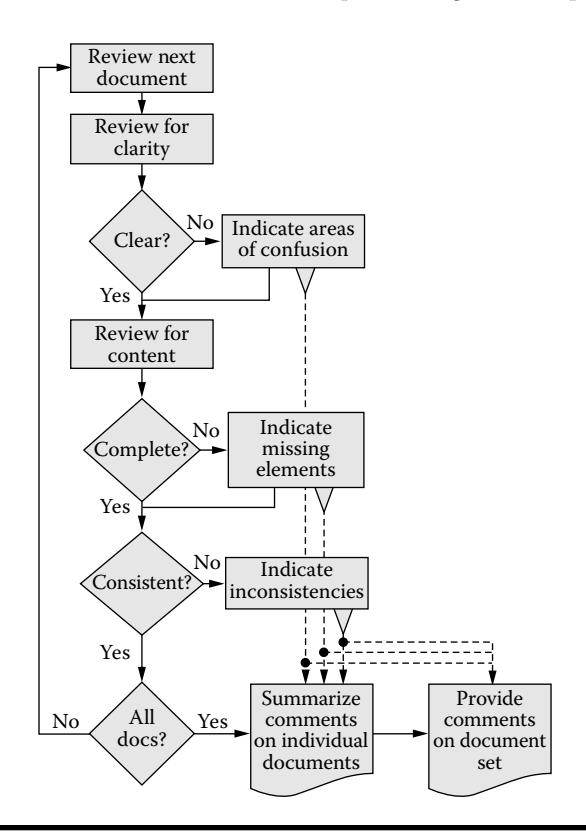 Review next
document
Review for
clarity
Clear?
No
Indicate areas
of confusion
Yes
Review for
content
Complete?
No
Indicate
missing
elements
Yes
Consistent?
No
Indicate
inconsistencies
Yes
No
All
docs?
Yes
Summarize
comments
on individual
documents
Provide
comments
on document
set